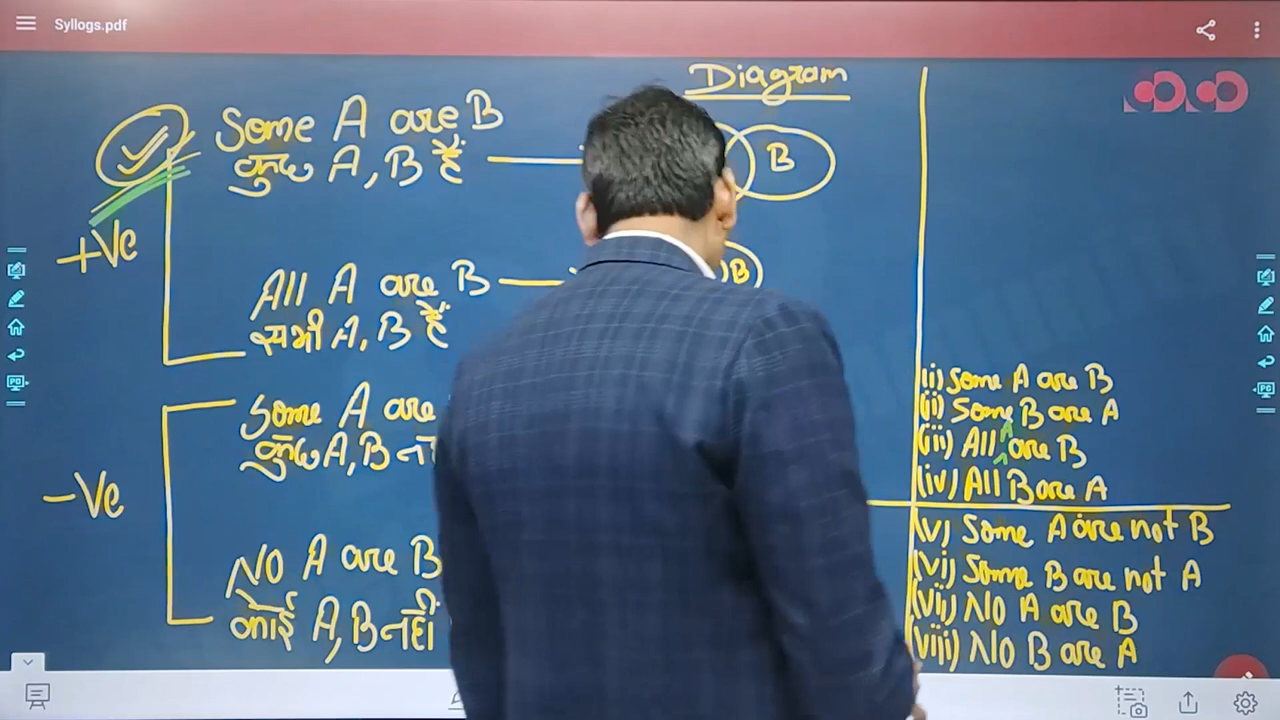 Syllogs.pdf
Diagram
Some A are B
कुछ A, B हैं
B
+ve
All A are B
सभी A, B हैं
B
Some A are
कुछ A, B न
-Ve
NO A are B
कोई A, B नहीं
(i) Some A are B
(ii) Some B are A
(iii) All A are B
(iv) All B are A
(v) Some A are not B
(vi) Some B are not A
(vii) NO A are B
(viii) NO B are A